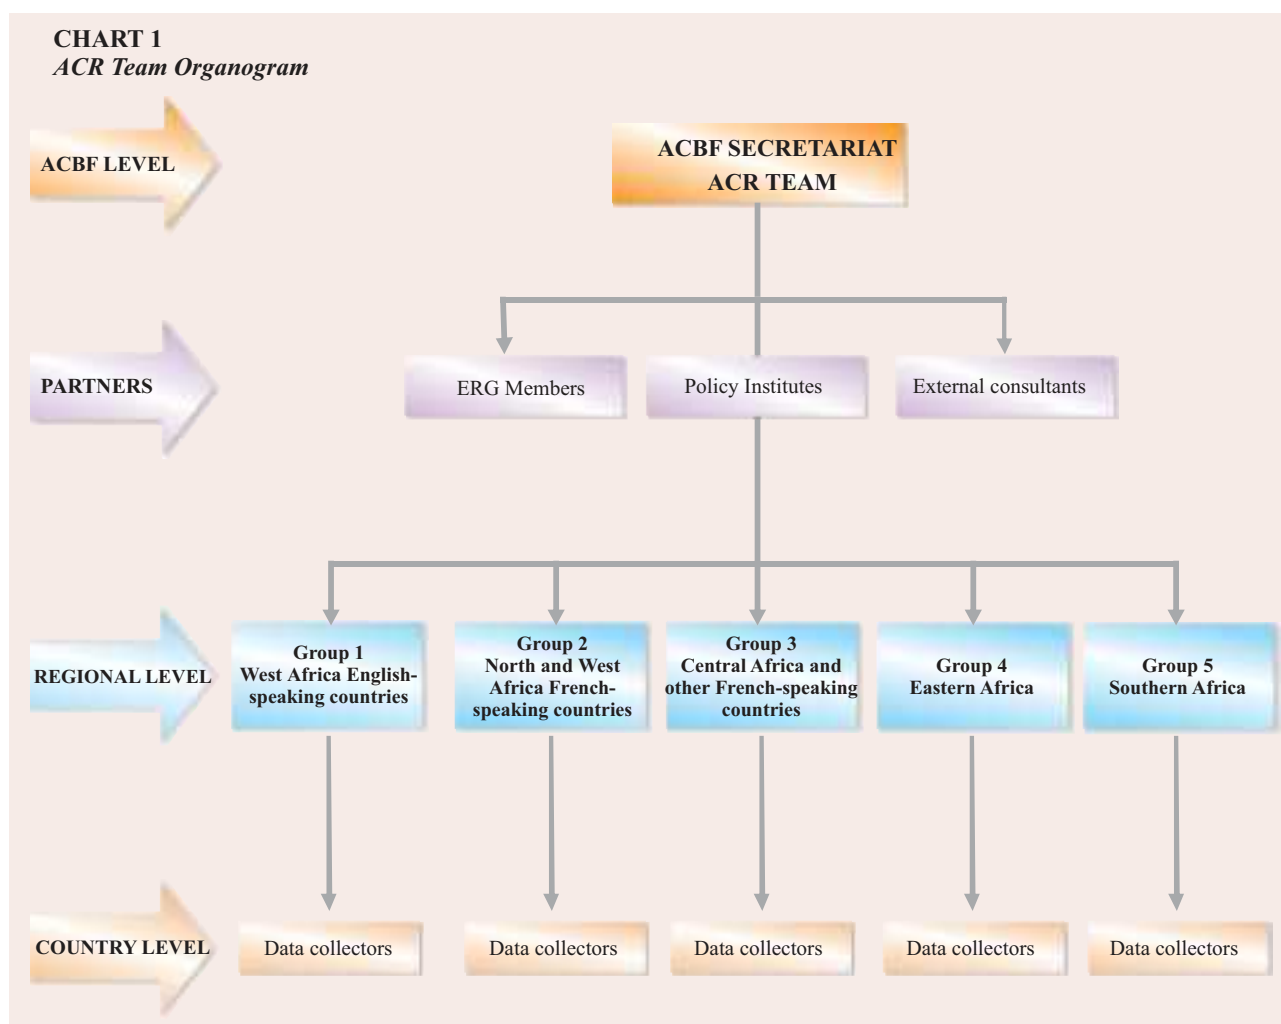 CHART 1
ACR Team Organogram
ACBF LEVEL
ACBF SECRETARIAT
ACR TEAM
PARTNERS
ERG Members
Policy Institutes
External consultants
REGIONAL LEVEL
Group 1
West Africa English-
speaking countries
Group 2
North and West
Africa French-
speaking countries
Group 3
Central Africa and
other French-speaking
countries
Group 4
Eastern Africa
Group 5
Southern Africa
COUNTRY LEVEL
Data collectors
Data collectors
Data collectors
Data collectors
Data collectors